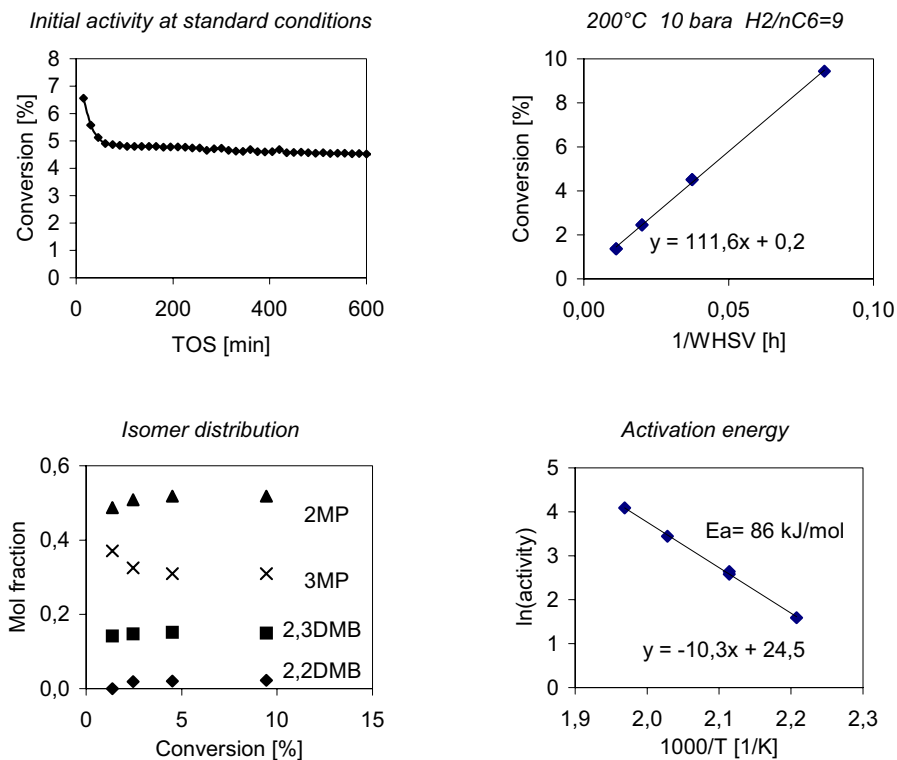 Initial activity at standard conditions
8
7
6
5
4
3
2
1
0
Conversion [%]
0 200 400 600
TOS [min]
200°C 10 bara H2/nC6=9
10
8
6
4
2
0
Conversion [%]
y = 111,6x + 0,2
0,00 0,05 0,10
1/WHSV [h]
Isomer distribution
0,6
0,4
0,2
0,0
Mol fraction
2MP
3MP
2,3DMB
2,2DMB
0 5 10 15
Conversion [%]
Activation energy
5
4
3
2
1
0
ln(activity)
Ea= 86 kJ/mol
y = -10,3x + 24,5
1,9 2,0 2,1 2,2 2,3
1000/T [1/K]